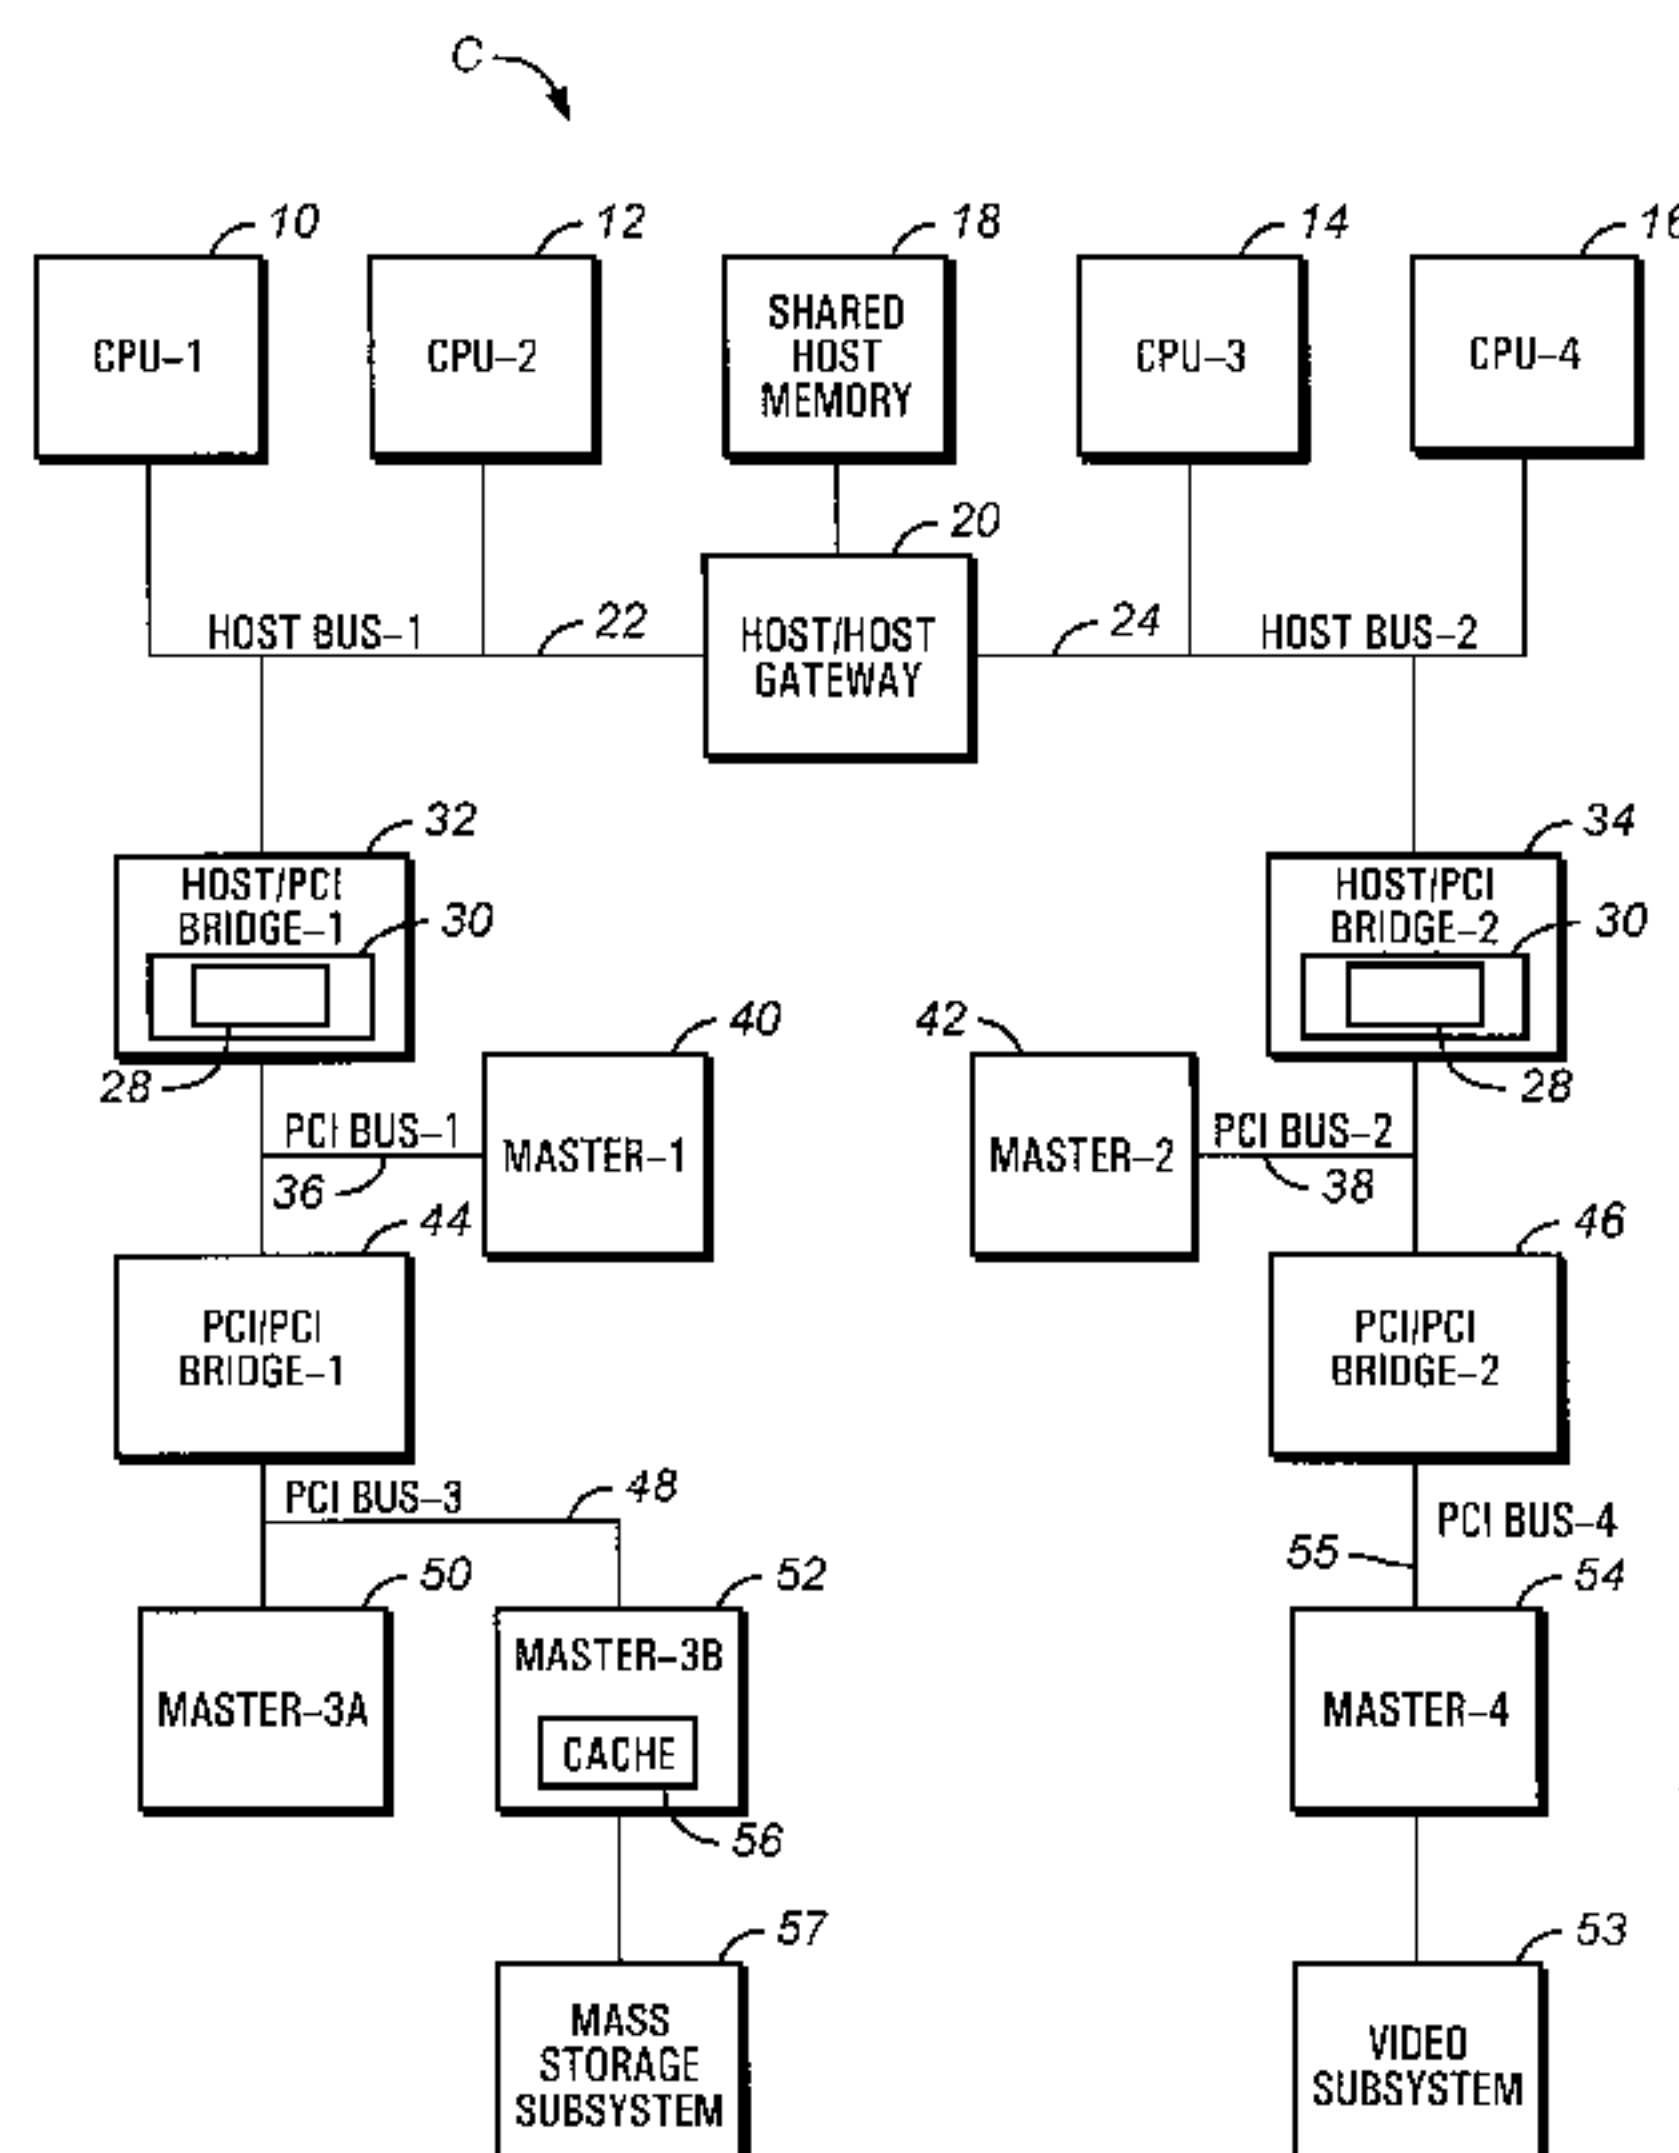 C
10
12
18
14
16
CPU–1
CPU–2
SHARED
HOST
MEMORY
CPU–3
CPU–4
20
HOST BUS–1
22
HOST/HOST
GATEWAY
24
HOST BUS–2
32
34
HOST/PCI
BRIDGE–1
30
HOST/PCI
BRIDGE–2
30
28
40
42
28
PCI BUS–1
MASTER–1
MASTER–2
PCI BUS–2
36
38
44
46
PCI/PCI
BRIDGE–1
PCI/PCI
BRIDGE–2
PCI BUS–3
48
PCI BUS–4
55
50
52
54
MASTER–3A
MASTER–3B
CACHE
56
MASTER–4
57
53
MASS
STORAGE
SUBSYSTEM
VIDEO
SUBSYSTEM